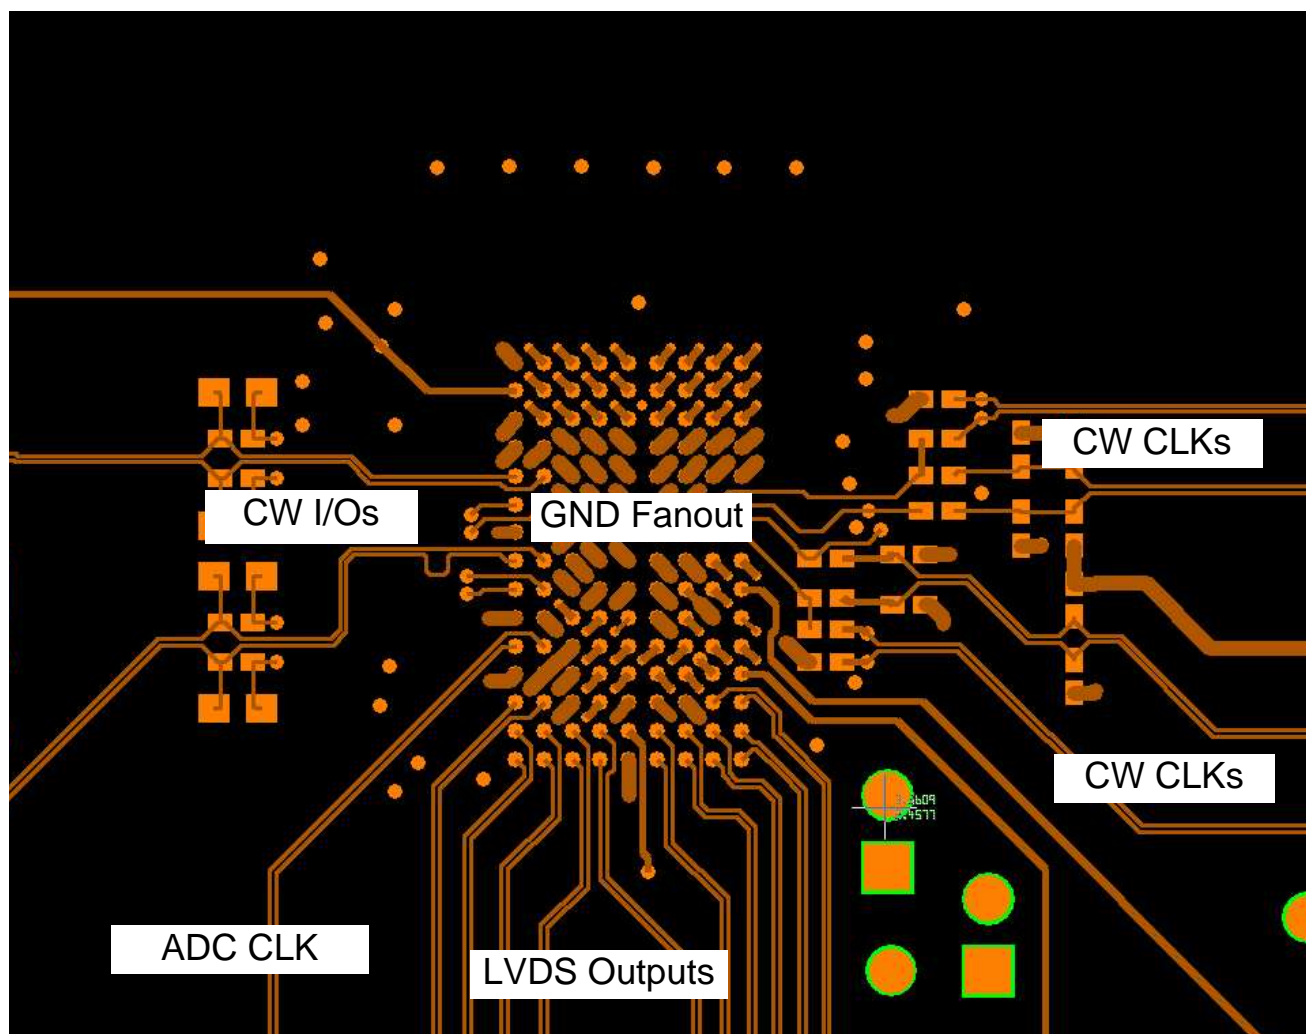 CW CLKs
CW I/Os
GND Fanout
CW CLKs
ADC CLK
LVDS Outputs